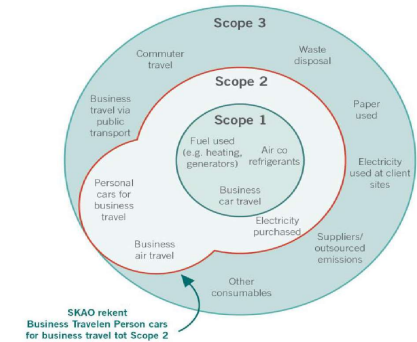 Scope 3
Commuter
travel
Waste
disposal
Scope 2
Business
travel via
public
transport
Paper
used
Scope 1
Fuel used
(e.g. heating,
generators)
Air co
refrigerants
Electricity
used at client
sites
Personal
cars for
business
travel
Business
car travel
Electricity
purchased
Business
air travel
Suppliers/
outsourced
emissions
Other
consumables
SKAO rekent
Business Travelen Person cars
for business travel tot Scope 2